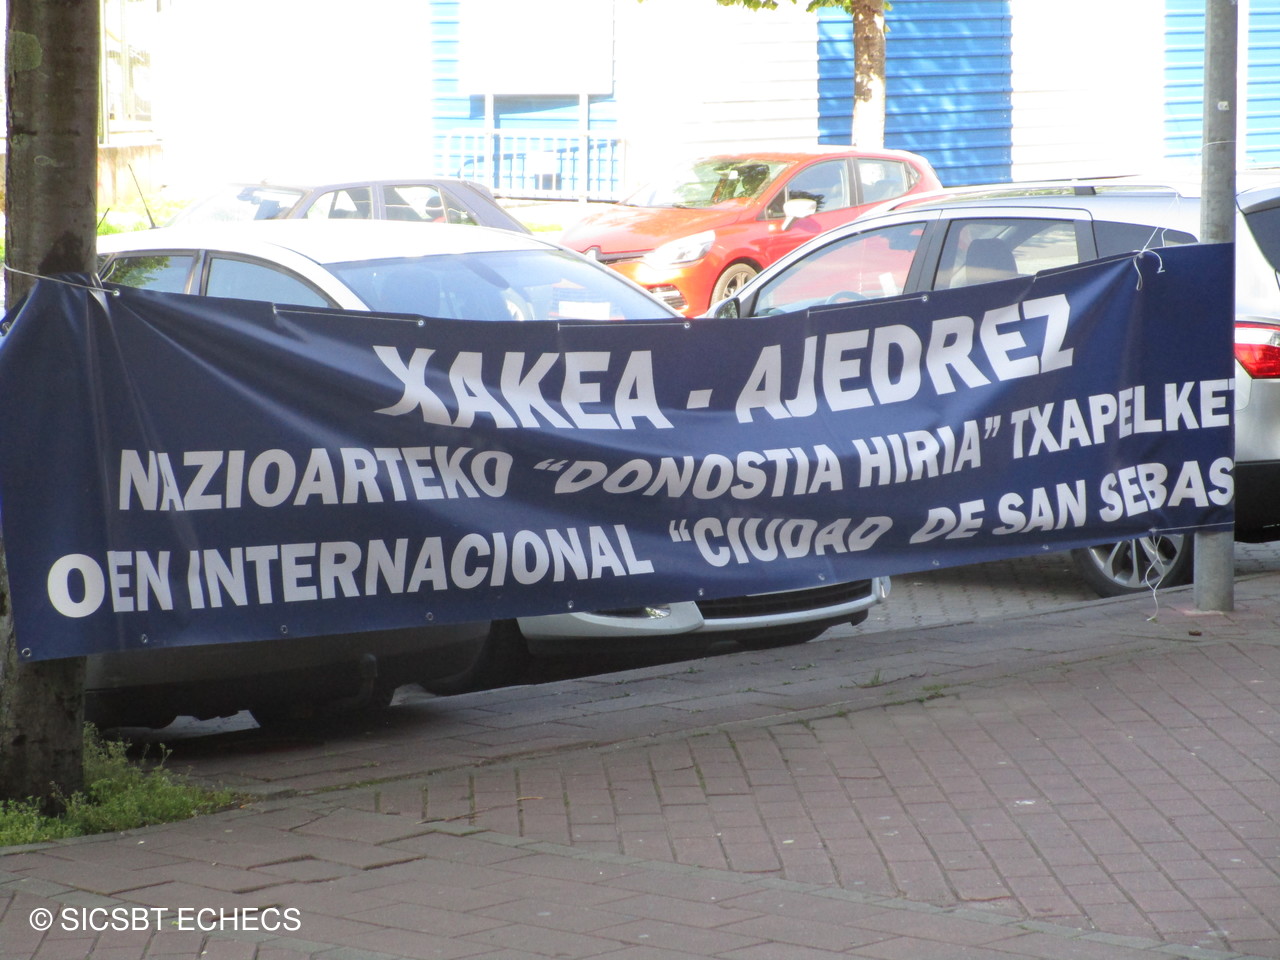 XAKEA - AJEDREZ
NAZIOARTEKO “DONOSTIA HIRIA” TXAPELKET
OEN INTERNACIONAL “CIUDAD DE SAN SEBAS
© SICSBT ECHECS